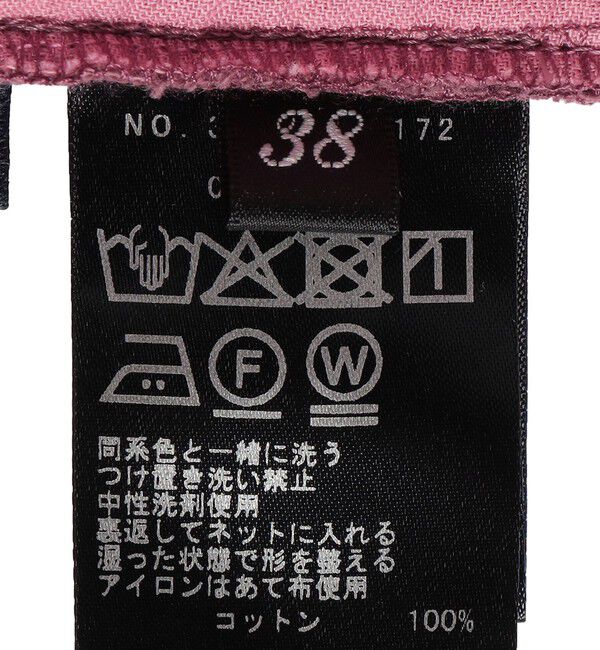 NO. 172
38
F W
同系色と一緒に洗う
つけ置き洗い禁止
中性洗剤使用
裏返してネットに入れる
湿った状態で形を整える
アイロンはあて布使用
コットン 100%